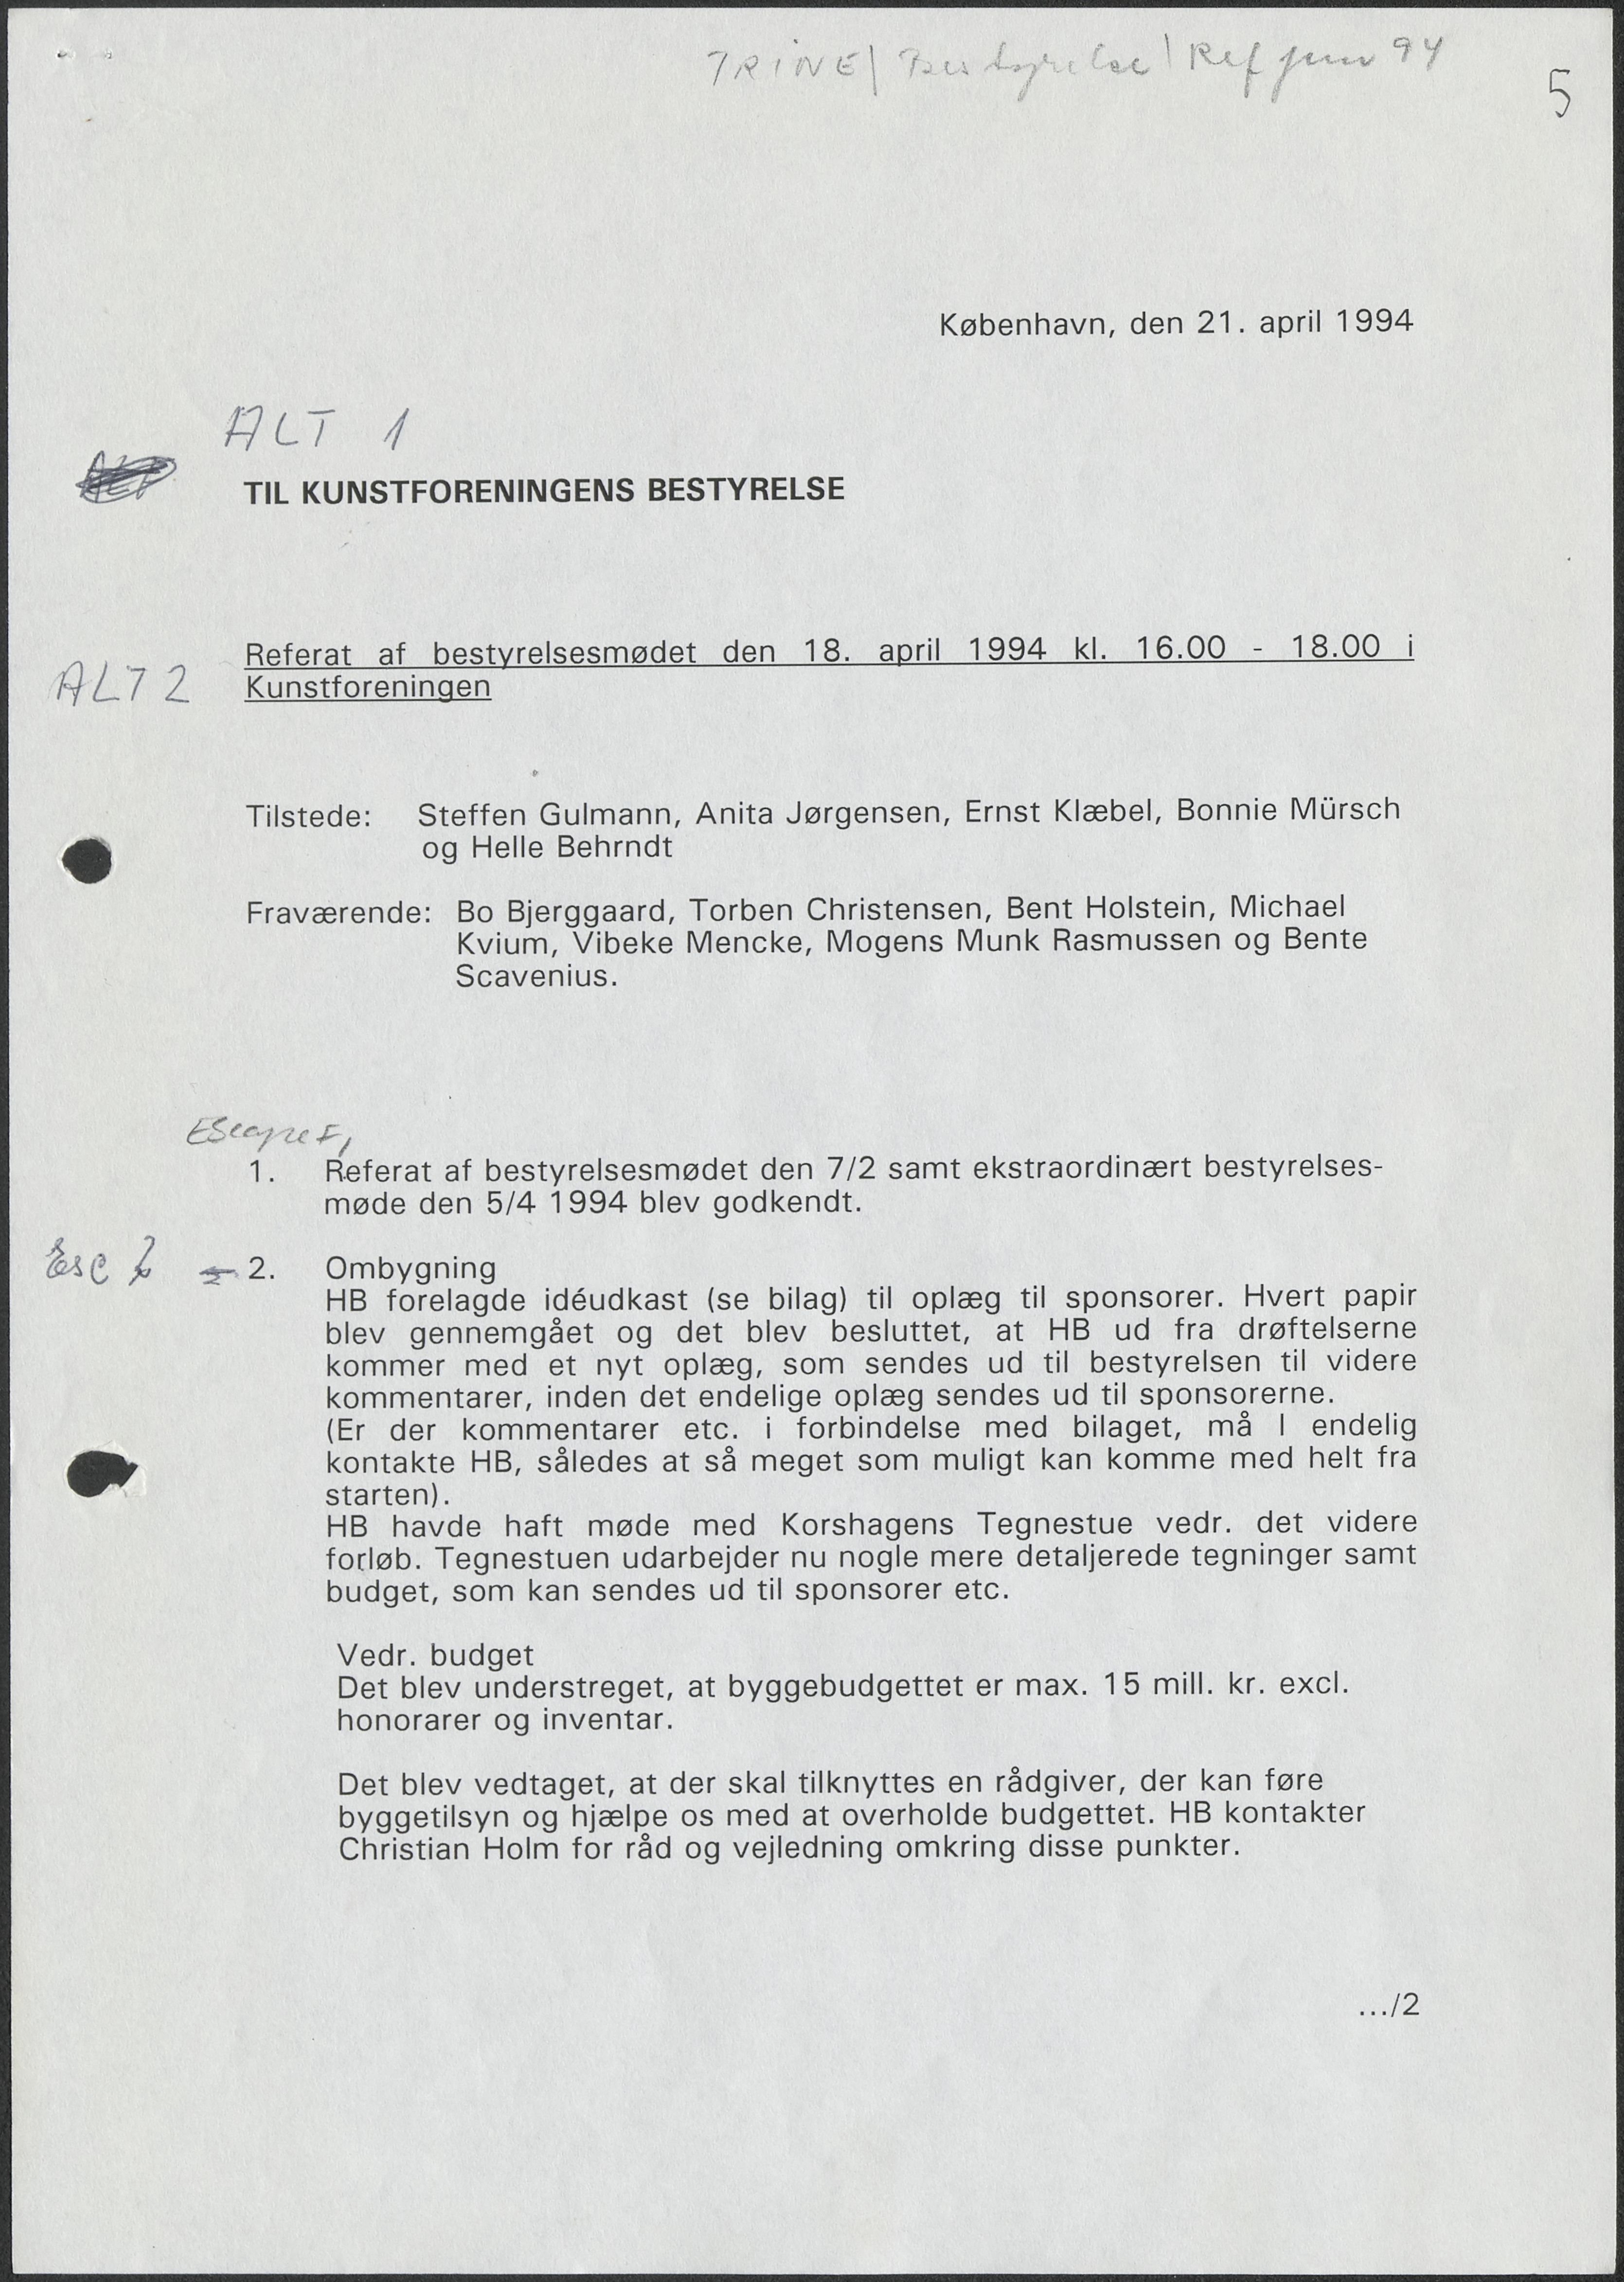 TRINE/ Bestyrelse \ Ref jun 94
5
København, den 21. april 1994
ALT 1
TIL KUNSTFORENINGENS BESTYRELSE
Referat af bestyrelsesmødet den 18. april 1994 kl. 16.00 - 18.00 i
ALT 2 Kunstforeningen
Tilstede: Steffen Gulmann, Anita Jørgensen, Ernst Klæbel, Bonnie Mürsch
og Helle Behrndt
Fraværende: Bo Bjerggaard, Torben Christensen, Bent Holstein, Michael
Kvium, Vibeke Mencke, Mogens Munk Rasmussen og Bente
Scavenius.
1. Referat af bestyrelsesmødet den 7/2 samt ekstraordinært bestyrelses-
møde den 5/4 1994 blev godkendt.
Esc 2. Ombygning
HB forelagde idéudkast (se bilag) til oplæg til sponsorer. Hvert papir
blev gennemgået og det blev besluttet, at HB ud fra drøftelserne
kommer med et nyt oplæg, som sendes ud til bestyrelsen til videre
kommentarer, inden det endelige oplæg sendes ud til sponsorerne.
(Er der kommentarer etc. i forbindelse med bilaget, må I endelig
kontakte HB, således at så meget som muligt kan komme med helt fra
starten).
HB havde haft møde med Korshagens Tegnestue vedr. det videre
forløb. Tegnestuen udarbejder nu nogle mere detaljerede tegninger samt
budget, som kan sendes ud til sponsorer etc.
Vedr. budget
Det blev understreget, at byggebudgettet er max. 15 mill. kr. excl.
honorarer og inventar.
Det blev vedtaget, at der skal tilknyttes en rådgiver, der kan føre
byggetilsyn og hjælpe os med at overholde budgettet. HB kontakter
Christian Holm for råd og vejledning omkring disse punkter.
.../2